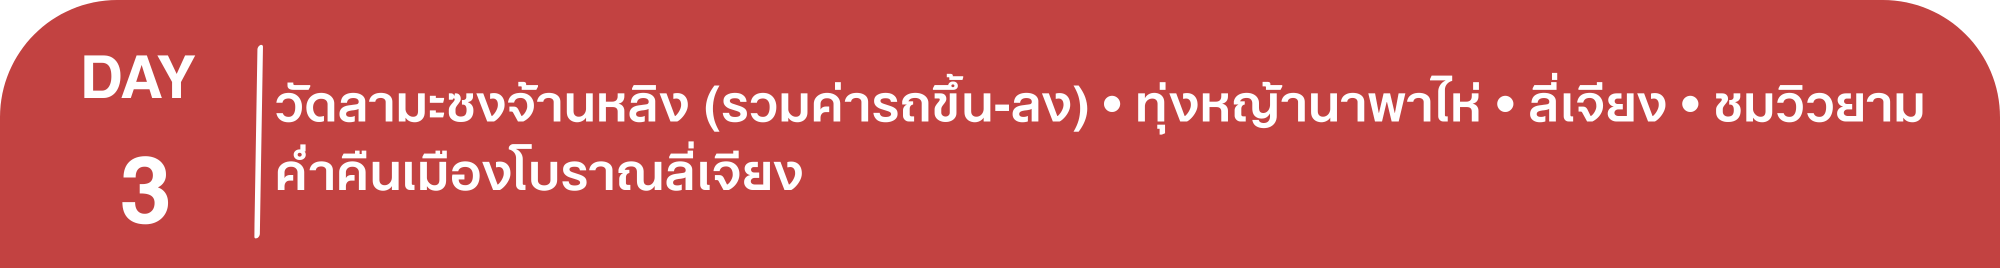 DAY
3
วัดลามะซงจ้านหลิง (รวมค่ารถขึ้น-ลง) • ทุ่งหญ้านาพาไห่ • ลี่เจียง • ชมวิวยาม
ค่ำคืนเมืองโบราณลี่เจียง